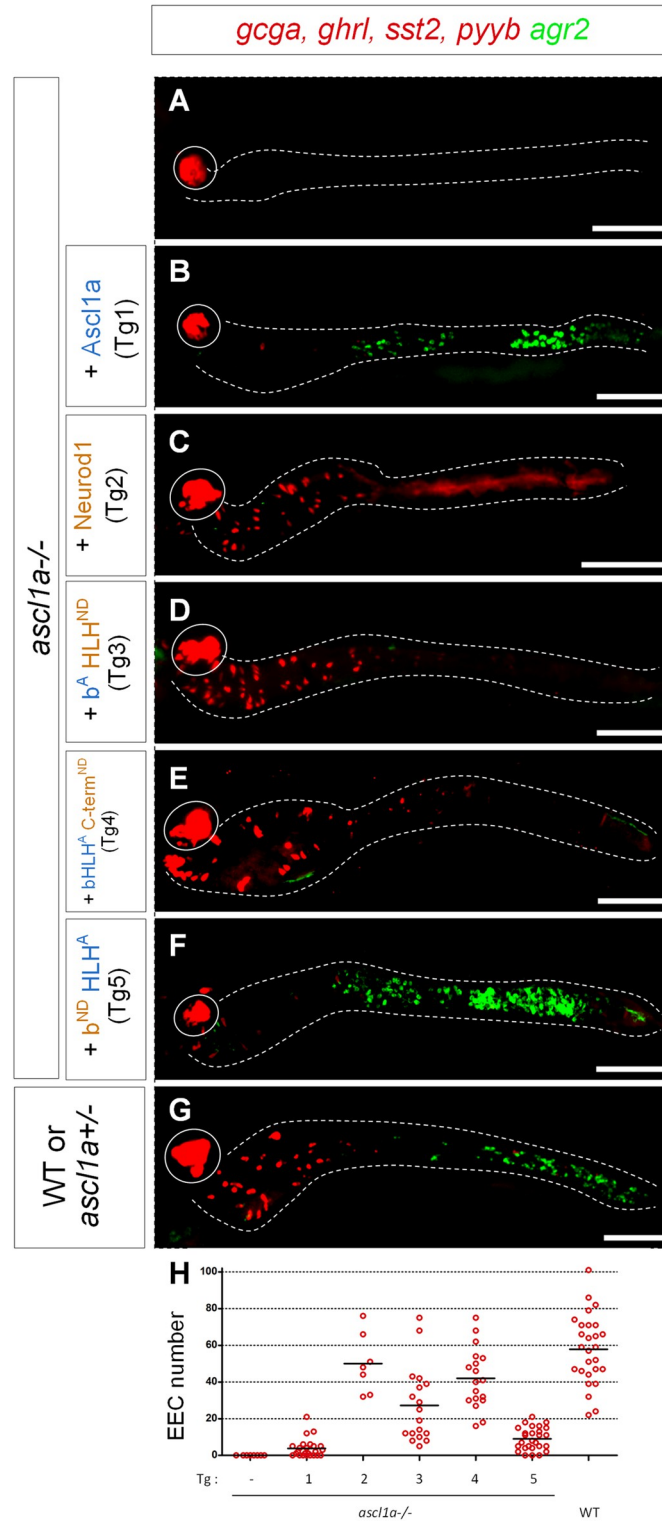 gcga, ghrl, sst2, pyyb agr2
ascl1a-/-
A
+ Ascl1a
(Tg1)
B
+ Neurod1
(Tg2)
C
+ bᴬ HLHᴺᴰ
(Tg3)
D
+ bHLHᴬ C-termᴺᴰ
(Tg4)
E
+ bᴺᴰ HLHᴬ
(Tg5)
F
WT or
ascl1a+/-
G
H
EEC number
100
80
60
40
20
0
Tg : - 1 2 3 4 5
ascl1a-/- WT